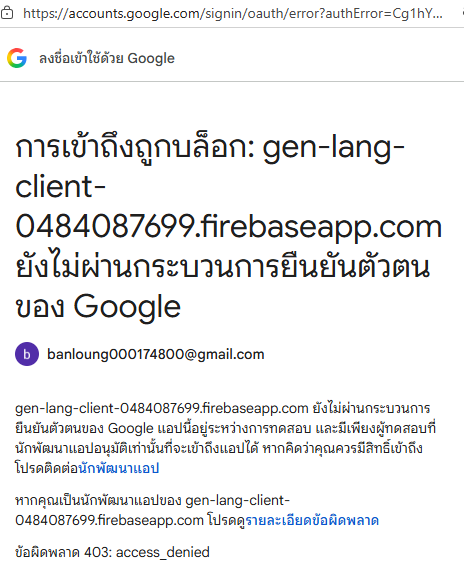 https://accounts.google.com/signin/oauth/error?authError=Cg1hY...
ลงชื่อเข้าใช้ด้วย Google
การเข้าถึงถูกบล็อก: gen-lang-
client-
0484087699.firebaseapp.com
ยังไม่ผ่านกระบวนการยืนยันตัวตน
ของ Google
b banloung000174800@gmail.com
gen-lang-client-0484087699.firebaseapp.com ยังไม่ผ่านกระบวนการ
ยืนยันตัวตนของ Google แอปนี้อยู่ระหว่างการทดสอบ และมีเพียงผู้ทดสอบที่
นักพัฒนาแอปอนุมัติเท่านั้นที่จะเข้าถึงแอปได้ หากคิดว่าคุณควรมีสิทธิ์เข้าถึง
โปรดติดต่อนักพัฒนาแอป
หากคุณเป็นนักพัฒนาแอปของ gen-lang-client-
0484087699.firebaseapp.com โปรดดูรายละเอียดข้อผิดพลาด
ข้อผิดพลาด 403: access_denied